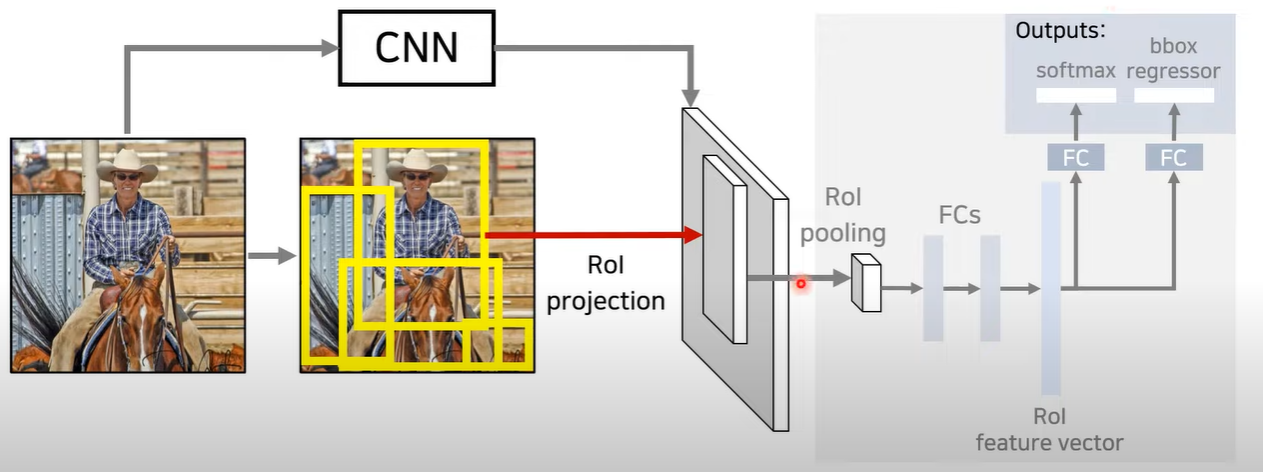 CNN
RoI
projection
RoI
pooling
FCs
RoI
feature vector
FC
FC
Outputs:
softmax
bbox
regressor